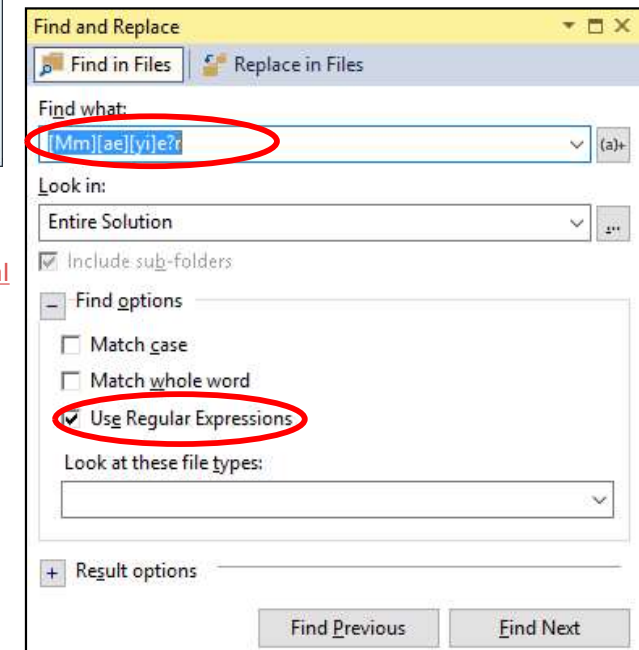 Find and Replace
Find in Files Replace in Files
Find what:
[Mm][ae][yi]e?r
(a)+
Look in:
Entire Solution
...
Include sub-folders
Find options
Match case
Match whole word
Use Regular Expressions
Look at these file types:
Result options
Find Previous Find Next